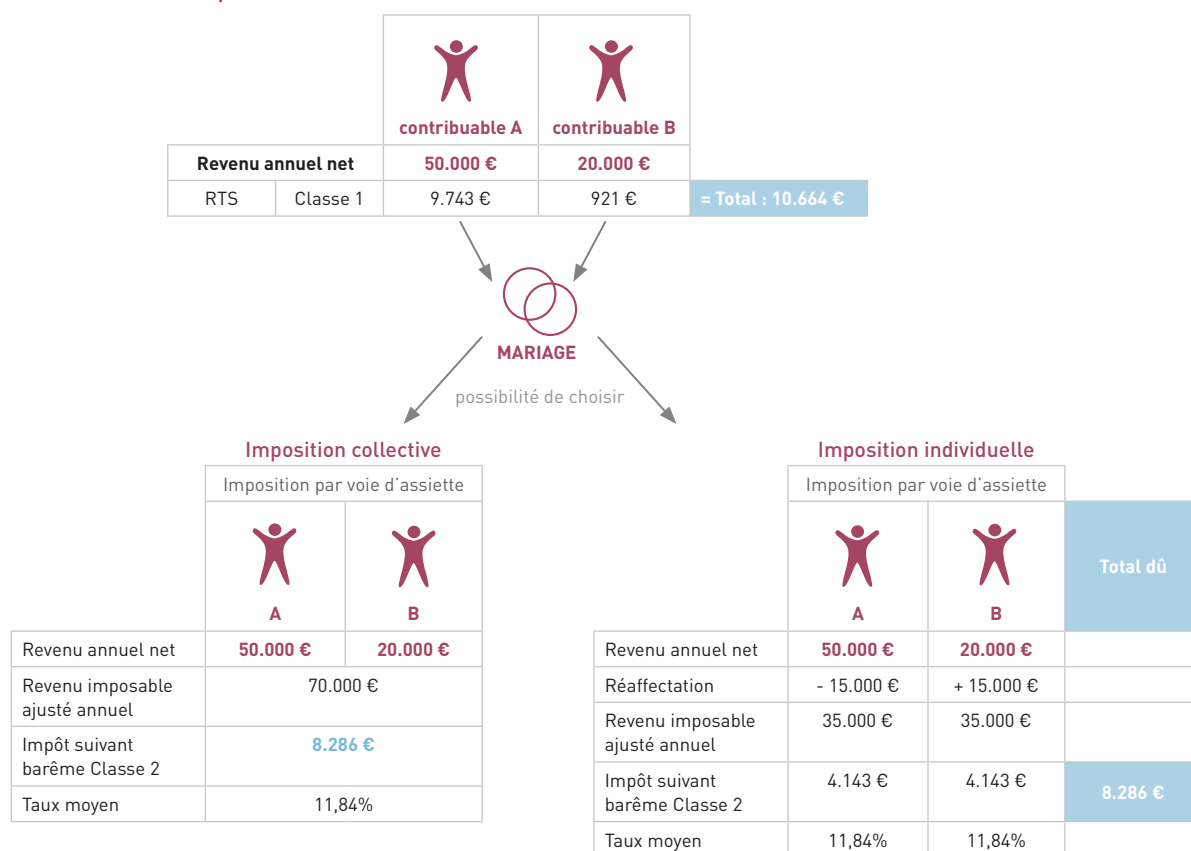 contribuable A contribuable B
Revenu annuel net 50.000 € 20.000 €
RTS Classe 1 9.743 € 921 € = Total : 10.664 €
MARIAGE
possibilité de choisir
Imposition collective
Imposition par voie d'assiette
A B
Revenu annuel net 50.000 € 20.000 €
Revenu imposable
ajusté annuel
70.000 €
Impôt suivant
barême Classe 2
8.286 €
Taux moyen 11,84%
Imposition individuelle
Imposition par voie d'assiette
Total dû
A B
Revenu annuel net 50.000 € 20.000 €
Réaffectation - 15.000 € + 15.000 €
Revenu imposable
ajusté annuel
35.000 € 35.000 €
Impôt suivant
barême Classe 2
4.143 € 4.143 € 8.286 €
Taux moyen 11,84% 11,84%